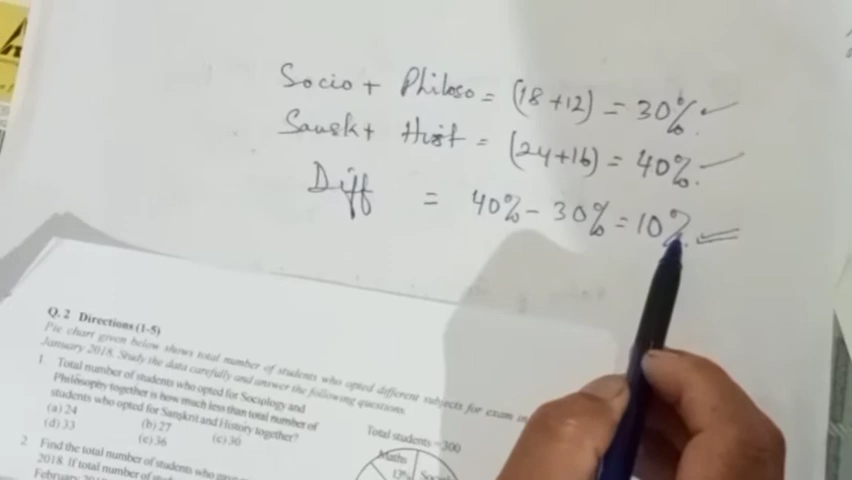 Socio + Philoso = (18 +12) = 30%
Sansk + Hist = (24+16) = 40%
Diff = 40% - 30% = 10%
Q. 2 Directions (1-5)
Pie chart given below shows total number of students who opted different subjects for exam in
January 2018. Study the data carefully and answer the following questions.
1. Total number of students who opted for Sociology and
Philosophy together is how much less than total number of
students who opted for Sanskrit and History together?
(a) 24 (b) 27 (c) 30
(d) 33 (e) 36
Total students = 300
2 Find the total number of students who
2018. If total number of
February
Maths